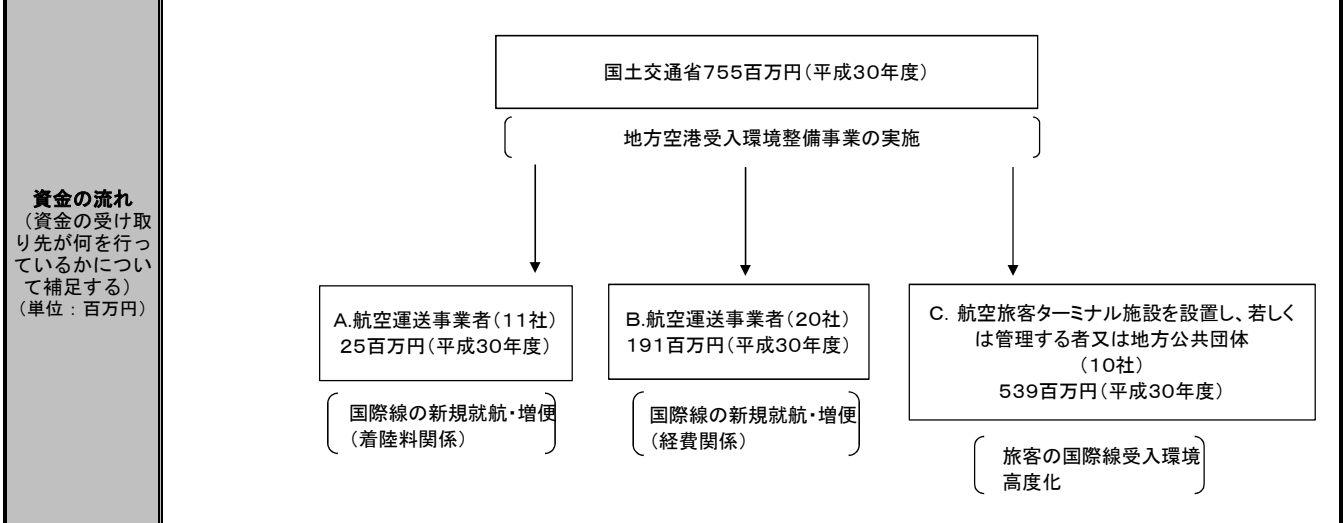 資金の流れ
（資金の受け取
り先が何を行っ
ているかについ
て補足する）
（単位：百万円）
国土交通省755百万円（平成30年度）
地方空港受入環境整備事業の実施
A.航空運送事業者（11社）
25百万円（平成30年度）
国際線の新規就航・増便
（着陸料関係）
B.航空運送事業者（20社）
191百万円（平成30年度）
国際線の新規就航・増便
（経費関係）
C．航空旅客ターミナル施設を設置し、若しく
は管理する者又は地方公共団体
（10社）
539百万円（平成30年度）
旅客の国際線受入環境
高度化